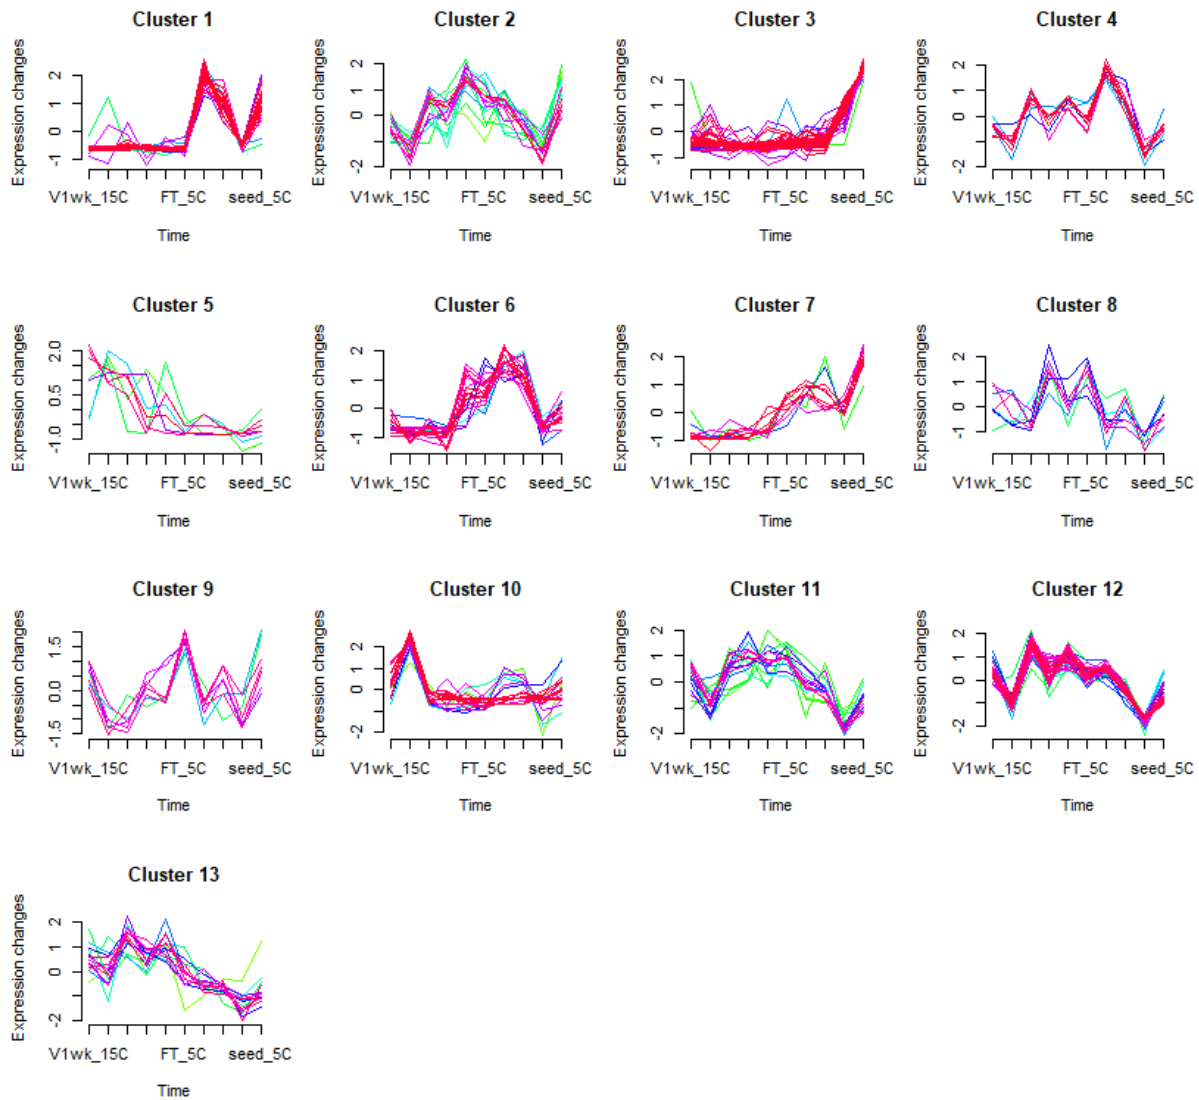 Cluster 1 Cluster 2 Cluster 3 Cluster 4
Expression changes Expression changes Expression changes Expression changes
2 2 2 2
1 1 1 1
0 0 0 0
-1 -1 -1
-2 -2
V1wk_15C FT_5C seed_5C V1wk_15C FT_5C seed_5C V1wk_15C FT_5C seed_5C V1wk_15C FT_5C seed_5C
Time Time Time Time
Cluster 5 Cluster 6 Cluster 7 Cluster 8
Expression changes Expression changes Expression changes Expression changes
2.0 2 2 2
1 1 1
0.5 0 0 0
-1.0 -1 -1 -1
V1wk_15C FT_5C seed_5C V1wk_15C FT_5C seed_5C V1wk_15C FT_5C seed_5C V1wk_15C FT_5C seed_5C
Time Time Time Time
Cluster 9 Cluster 10 Cluster 11 Cluster 12
Expression changes Expression changes Expression changes Expression changes
1.5 2 2 2
1 1 1
0.0 0 0 0
-1.5 -2 -2 -2
V1wk_15C FT_5C seed_5C V1wk_15C FT_5C seed_5C V1wk_15C FT_5C seed_5C V1wk_15C FT_5C seed_5C
Time Time Time Time
Cluster 13
Expression changes
2
1
0
-2
V1wk_15C FT_5C seed_5C
Time